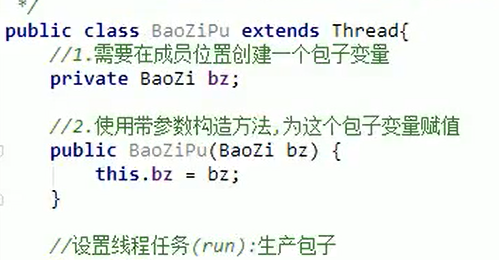 */
public class BaoZiPu extends Thread{
//1.需要在成员位置创建一个包子变量
private BaoZi bz;
//2.使用带参数构造方法,为这个包子变量赋值
public BaoZiPu(BaoZi bz) {
this.bz = bz;
}
//设置线程任务(run):生产包子